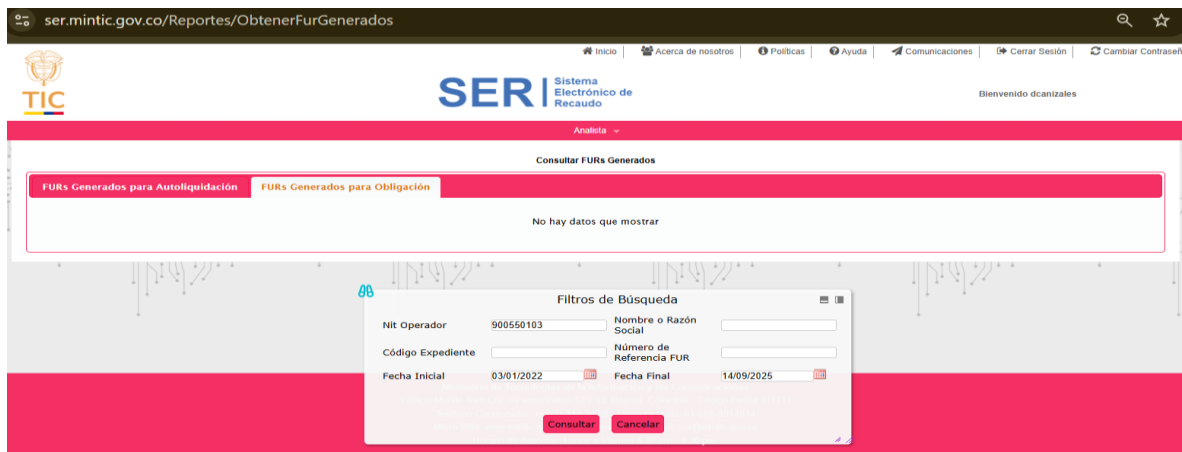 ser.mintic.gov.co/Reportes/ObtenerFurGenerados
Inicio Acerca de nosotros Políticas Ayuda Comunicaciones Cerrar Sesión Cambiar Contraseñ
TIC
SER Sistema Electrónico de Recaudo
Bienvenido dcanizales
Analista
Consultar FURs Generados
FURs Generados para Autoliquidación FURs Generados para Obligación
No hay datos que mostrar
Filtros de Búsqueda
Nit Operador 900550103 Nombre o Razón Social
Código Expediente Número de Referencia FUR
Fecha Inicial 03/01/2022 Fecha Final 14/09/2025
Consultar Cancelar